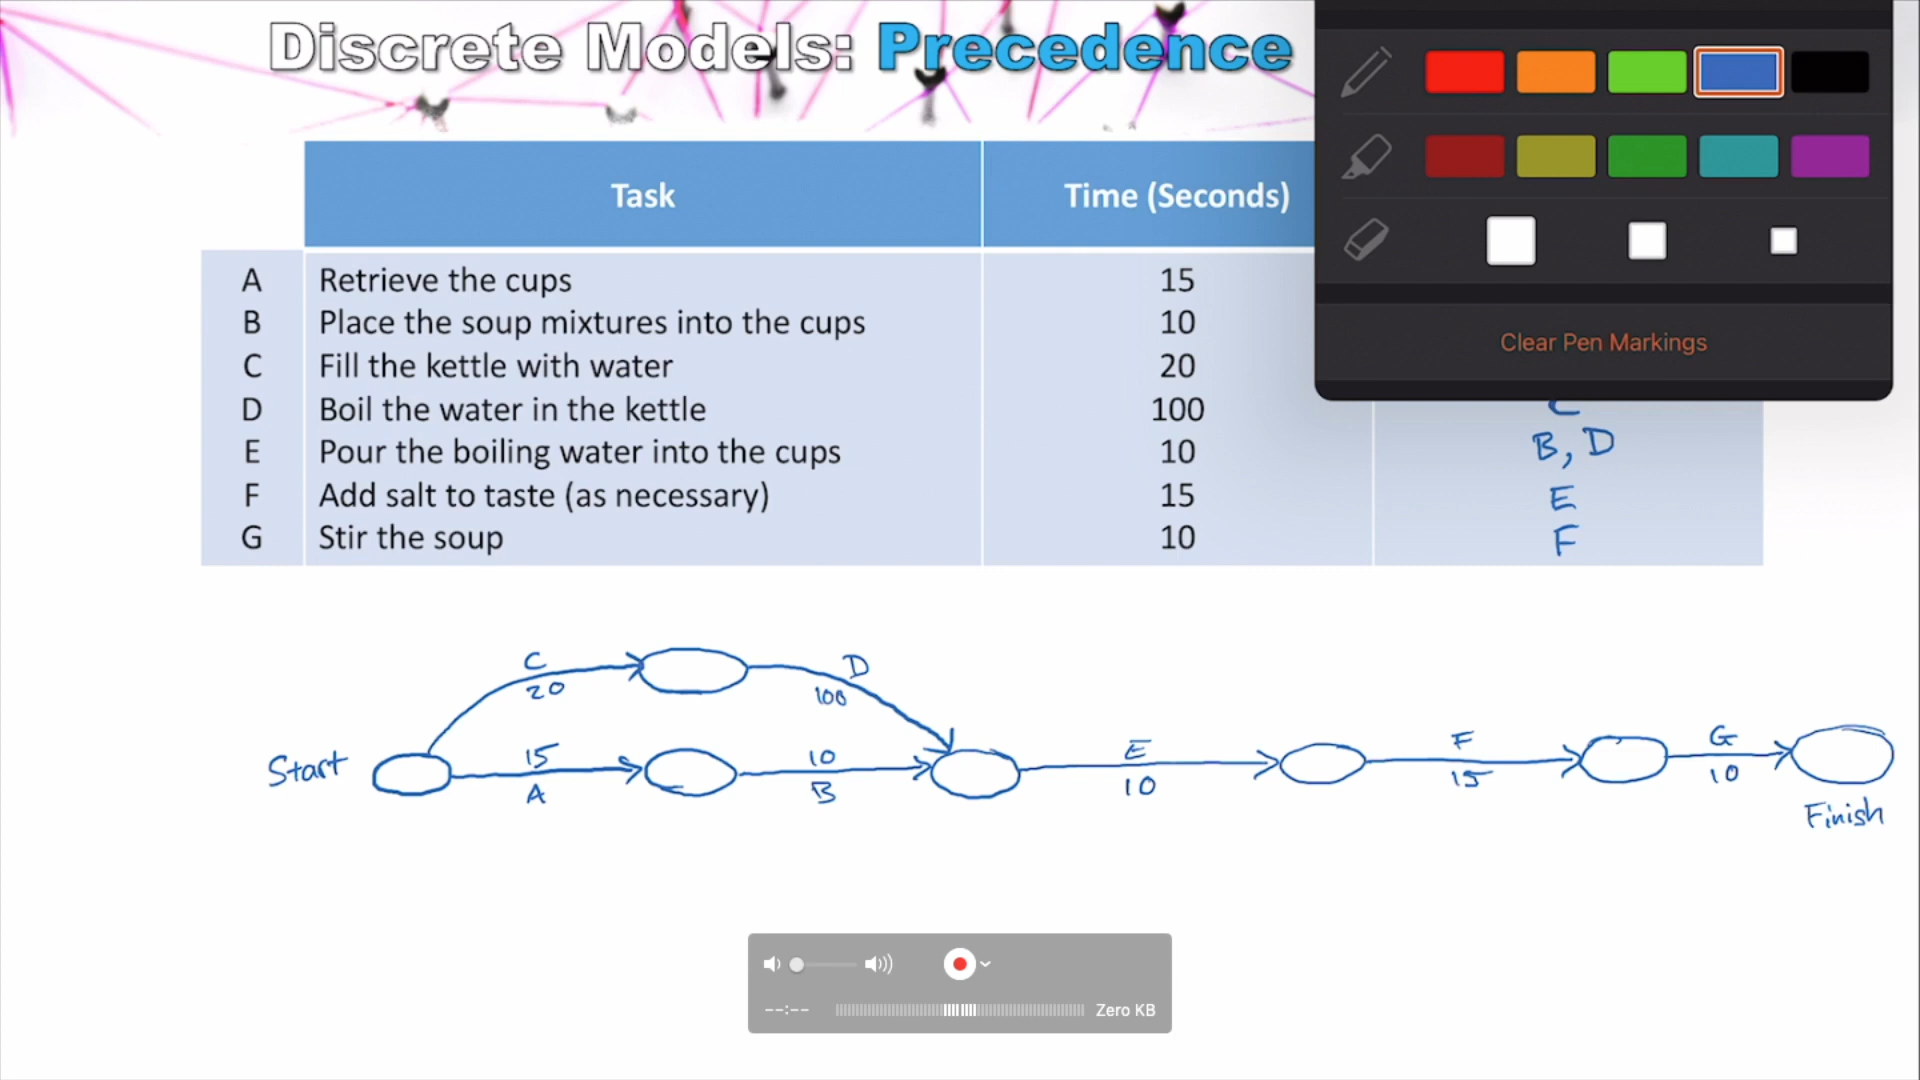 Discrete Models: Precedence
Task Time (Seconds)
A Retrieve the cups 15
B Place the soup mixtures into the cups 10
C Fill the kettle with water 20
D Boil the water in the kettle 100 C
E Pour the boiling water into the cups 10 B, D
F Add salt to taste (as necessary) 15 E
G Stir the soup 10 F
Clear Pen Markings
C D
20 100
Start 15 10 E F G
A B 10 15 10
Finish
--:-- Zero KB